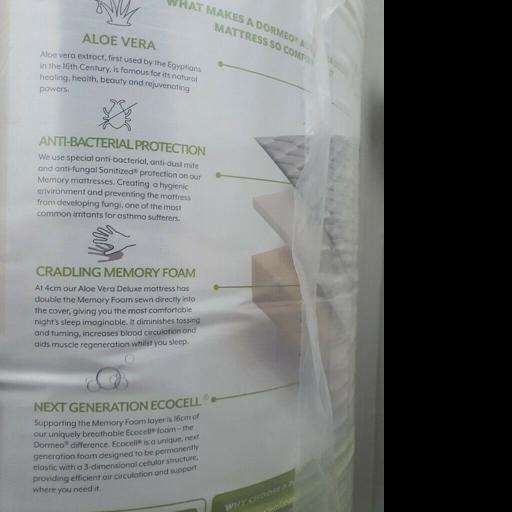 WHAT MAKES A DORMEO®
MATTRESS SO
ALOE VERA
Aloe vera extract, first used by the Egyptians
in the 16th Century, is famous for its natural
healing, health, beauty and rejuvenating
powers.
ANTI-BACTERIAL PROTECTION
We use special anti-bacterial, anti-dust mite
and anti-fungal Sanitized® protection on our
Memory mattresses. Creating a hygienic
environment and preventing the mattress
from developing fungi, one of the most
common irritants for asthma sufferers.
CRADLING MEMORY FOAM
At 4cm our Aloe Vera Deluxe mattress has
double the Memory Foam sewn directly into
the cover, giving you the most comfortable
night's sleep imaginable. It diminishes tossing
and turning, increases blood circulation and
aids muscle regeneration whilst you sleep.
NEXT GENERATION ECOCELL®
Supporting the Memory Foam layer is 16cm of
our uniquely breathable Ecocell® foam – the
Dormeo® difference. Ecocell® is a unique, next
generation foam designed to be permanently
elastic with a 3-dimensional cellular structure,
providing efficient air circulation and support
where you need it.
WHY CHOOSE A